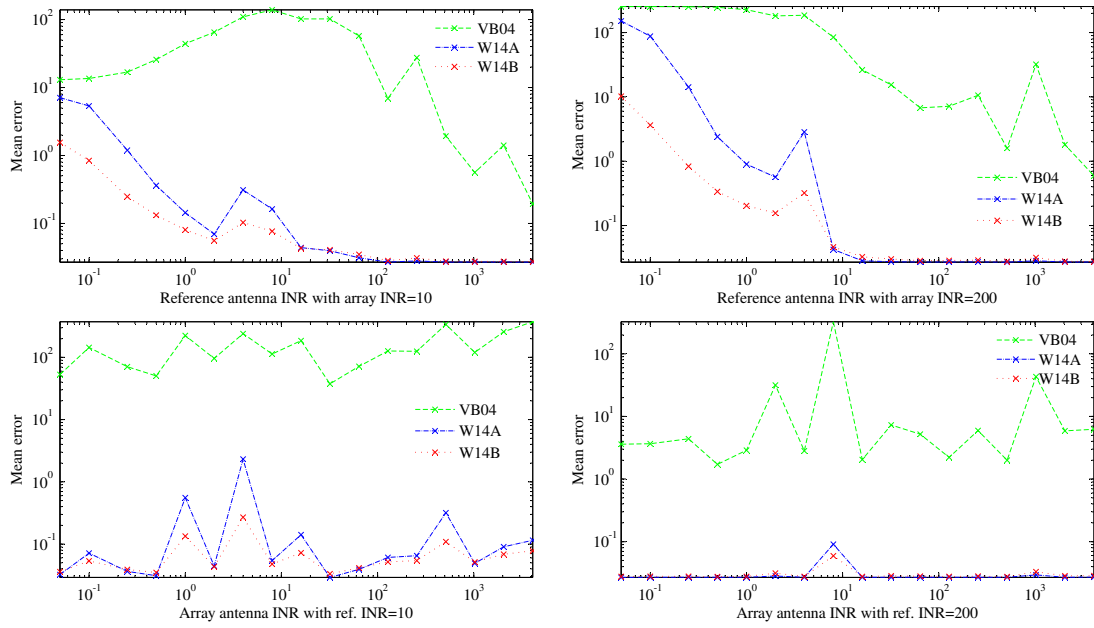 10²
10¹
10⁰
10⁻¹
Mean error
VB04
W14A
W14B
10⁻¹ 10⁰ 10¹ 10² 10³
Reference antenna INR with array INR=10
10²
10¹
10⁰
10⁻¹
Mean error
VB04
W14A
W14B
10⁻¹ 10⁰ 10¹ 10² 10³
Reference antenna INR with array INR=200
10²
10¹
10⁰
10⁻¹
Mean error
VB04
W14A
W14B
10⁻¹ 10⁰ 10¹ 10² 10³
Array antenna INR with ref. INR=10
10²
10¹
10⁰
10⁻¹
Mean error
VB04
W14A
W14B
10⁻¹ 10⁰ 10¹ 10² 10³
Array antenna INR with ref. INR=200